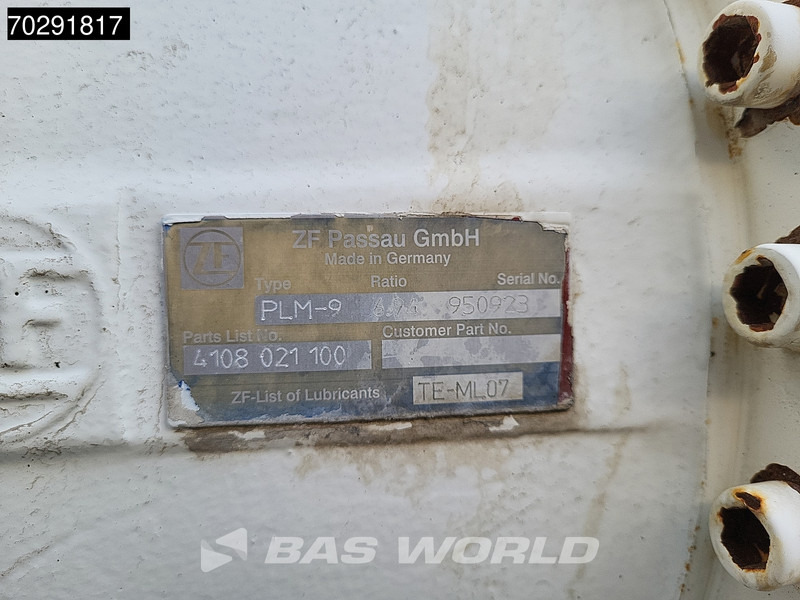 70291817
ZF
ZF Passau GmbH
Made in Germany
Type Ratio Serial No.
PLM-9 950923
Parts List No. Customer Part No.
4108 021 100
ZF-List of Lubricants TE-ML07
BAS WORLD